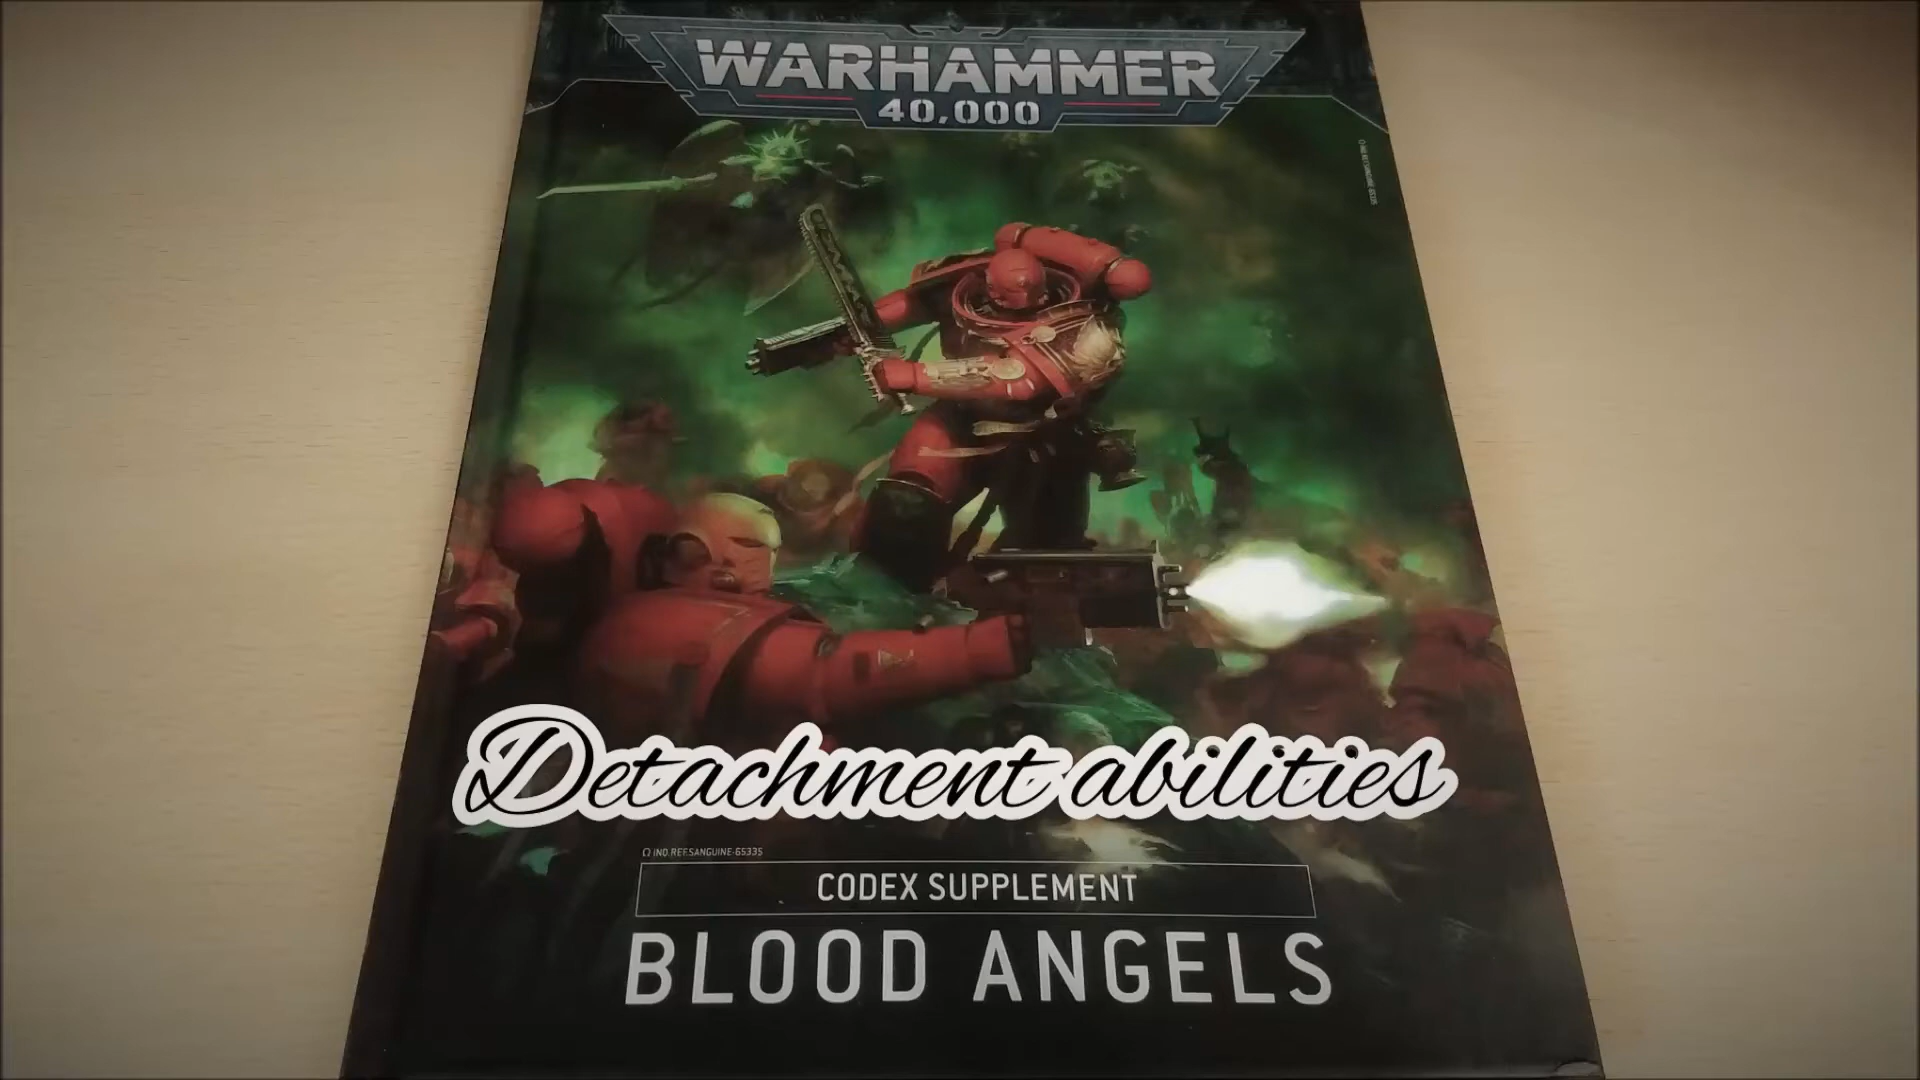 WARHAMMER
40,000
Detachment abilities
Ω INQ.REF.SANGUINE-65335
CODEX SUPPLEMENT
BLOOD ANGELS